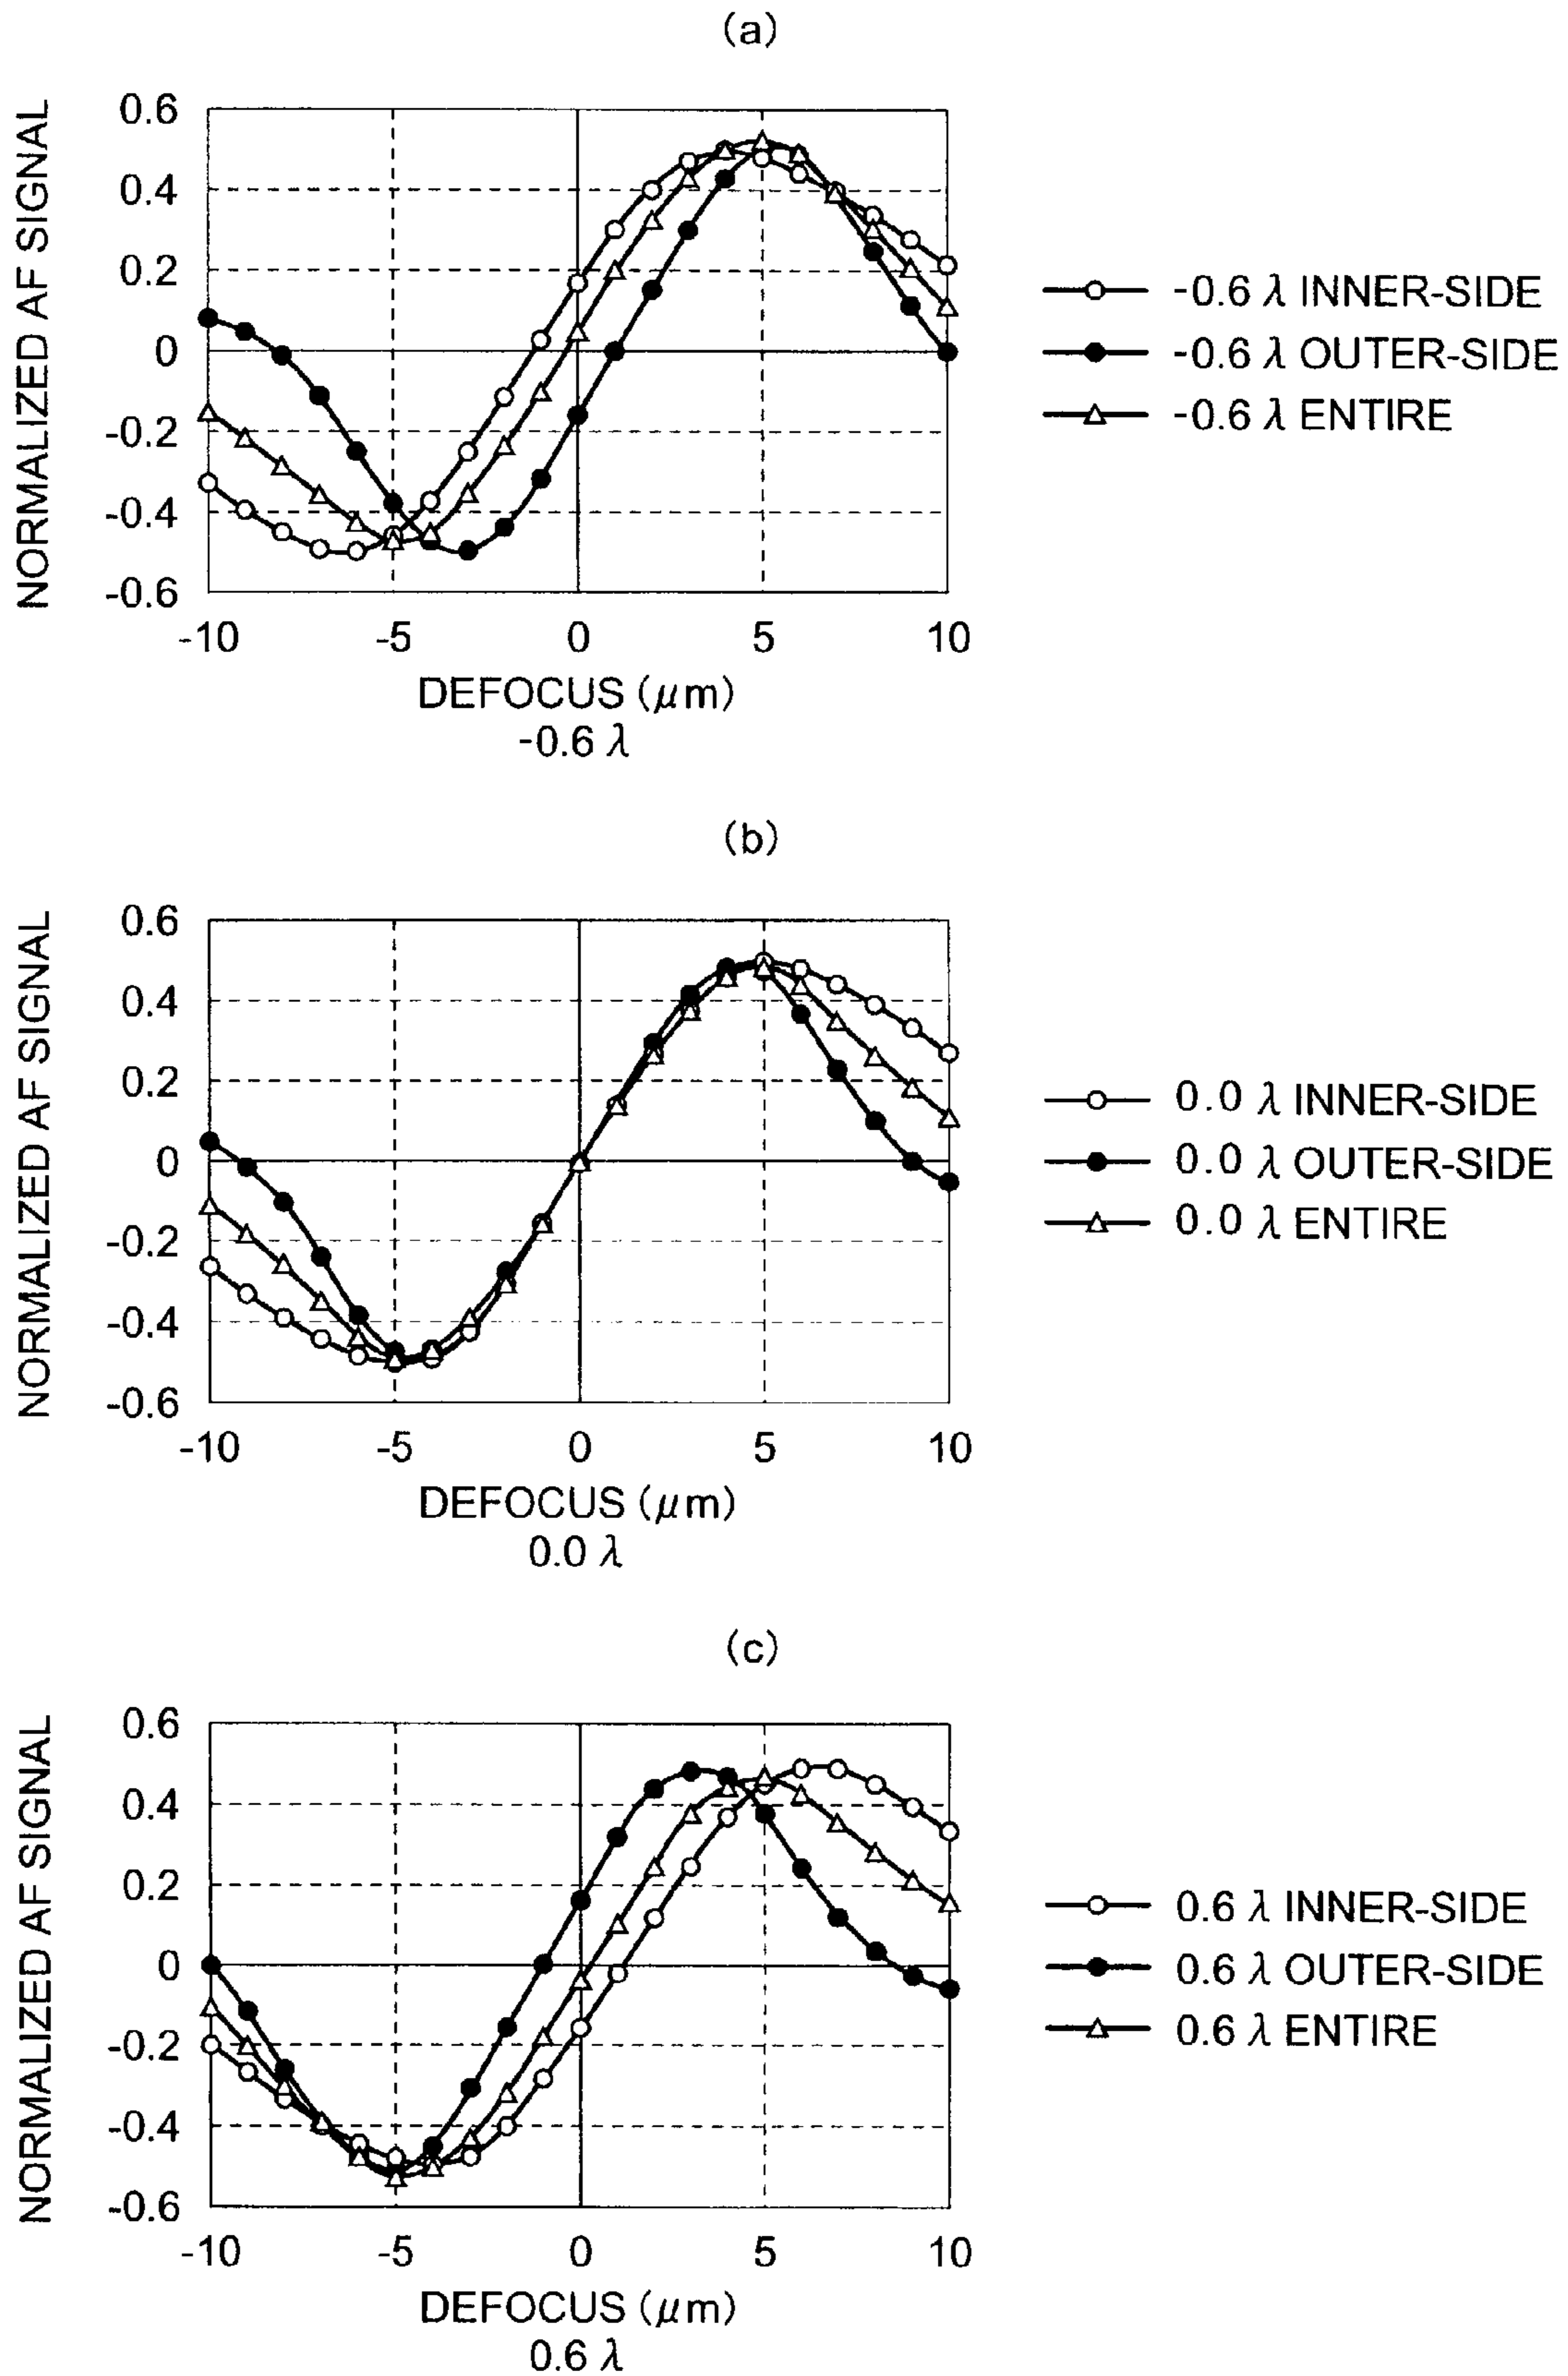 (a)
NORMALIZED AF SIGNAL
0.6
0.4
0.2
0
-0.2
-0.4
-0.6
-10 -5 0 5 10
DEFOCUS (μm)
-0.6 λ
-0.6 λ INNER-SIDE
-0.6 λ OUTER-SIDE
-0.6 λ ENTIRE
(b)
NORMALIZED AF SIGNAL
0.6
0.4
0.2
0
-0.2
-0.4
-0.6
-10 -5 0 5 10
DEFOCUS (μm)
0.0 λ
0.0 λ INNER-SIDE
0.0 λ OUTER-SIDE
0.0 λ ENTIRE
(c)
NORMALIZED AF SIGNAL
0.6
0.4
0.2
0
-0.2
-0.4
-0.6
-10 -5 0 5 10
DEFOCUS (μm)
0.6 λ
0.6 λ INNER-SIDE
0.6 λ OUTER-SIDE
0.6 λ ENTIRE